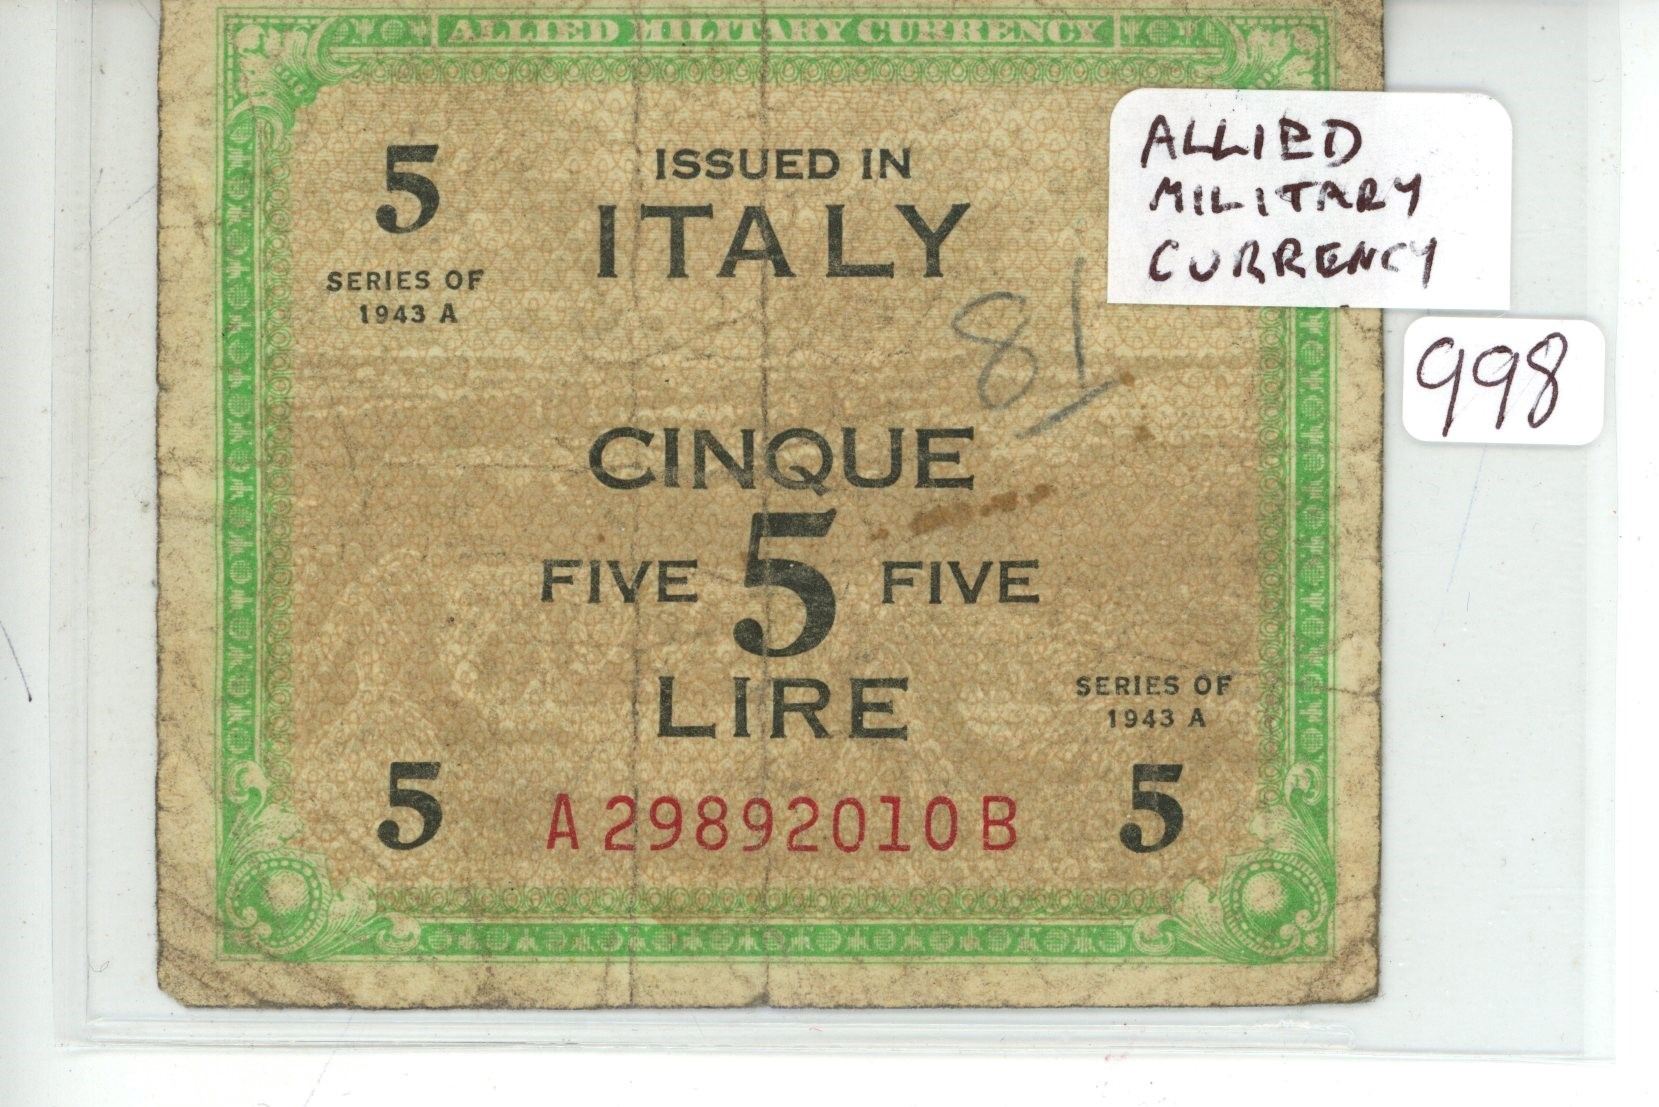 ALLIED MILITARY CURRENCY
5
ISSUED IN
ITALY
SERIES OF
1943 A
ALLIED
MILITARY
CURRENCY
998
81
CINQUE
FIVE 5 FIVE
LIRE
SERIES OF
1943 A
5
A29892010B
5